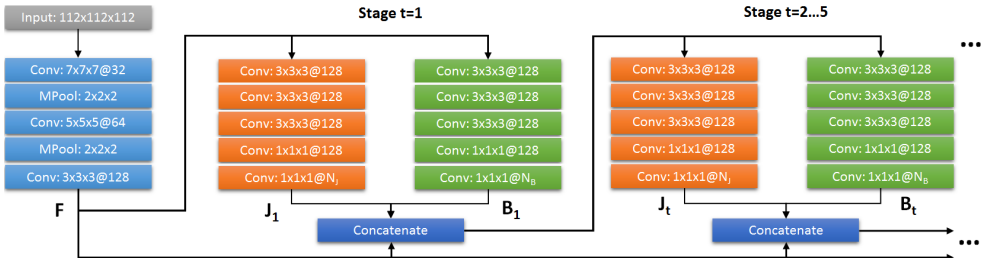 Input: 112x112x112
Conv: 7x7x7@32
MPool: 2x2x2
Conv: 5x5x5@64
MPool: 2x2x2
Conv: 3x3x3@128
F
Stage t=1
Conv: 3x3x3@128
Conv: 3x3x3@128
Conv: 3x3x3@128
Conv: 1x1x1@128
Conv: 1x1x1@NJ
J1
Conv: 3x3x3@128
Conv: 3x3x3@128
Conv: 3x3x3@128
Conv: 1x1x1@128
Conv: 1x1x1@NB
B1
Concatenate
Stage t=2...5
Conv: 3x3x3@128
Conv: 3x3x3@128
Conv: 3x3x3@128
Conv: 1x1x1@128
Conv: 1x1x1@NJ
Jt
Conv: 3x3x3@128
Conv: 3x3x3@128
Conv: 3x3x3@128
Conv: 1x1x1@128
Conv: 1x1x1@NB
Bt
Concatenate
...
...